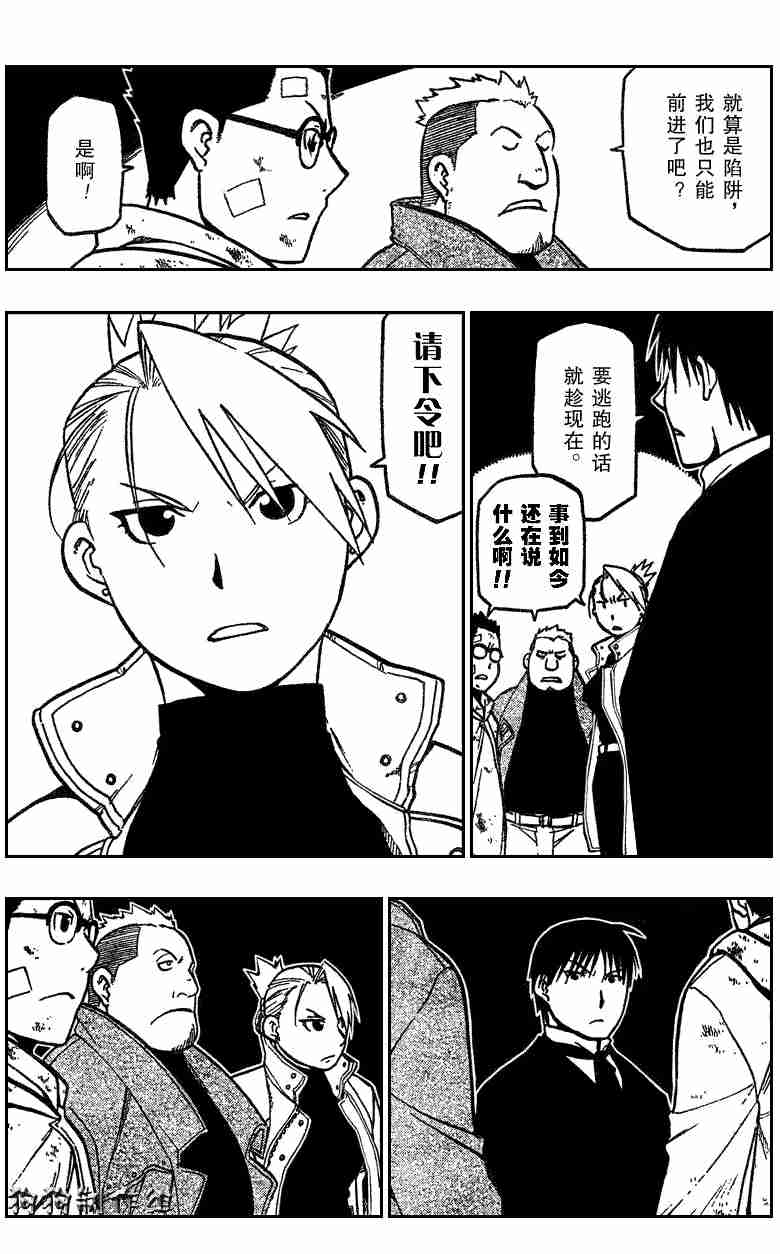 就算是陷阱，
我们也只能
前进了吧？
是啊！
要逃跑的话
就趁现在。
事到如今
还在说
什么啊！！
请下令吧！！
狗狗制作组